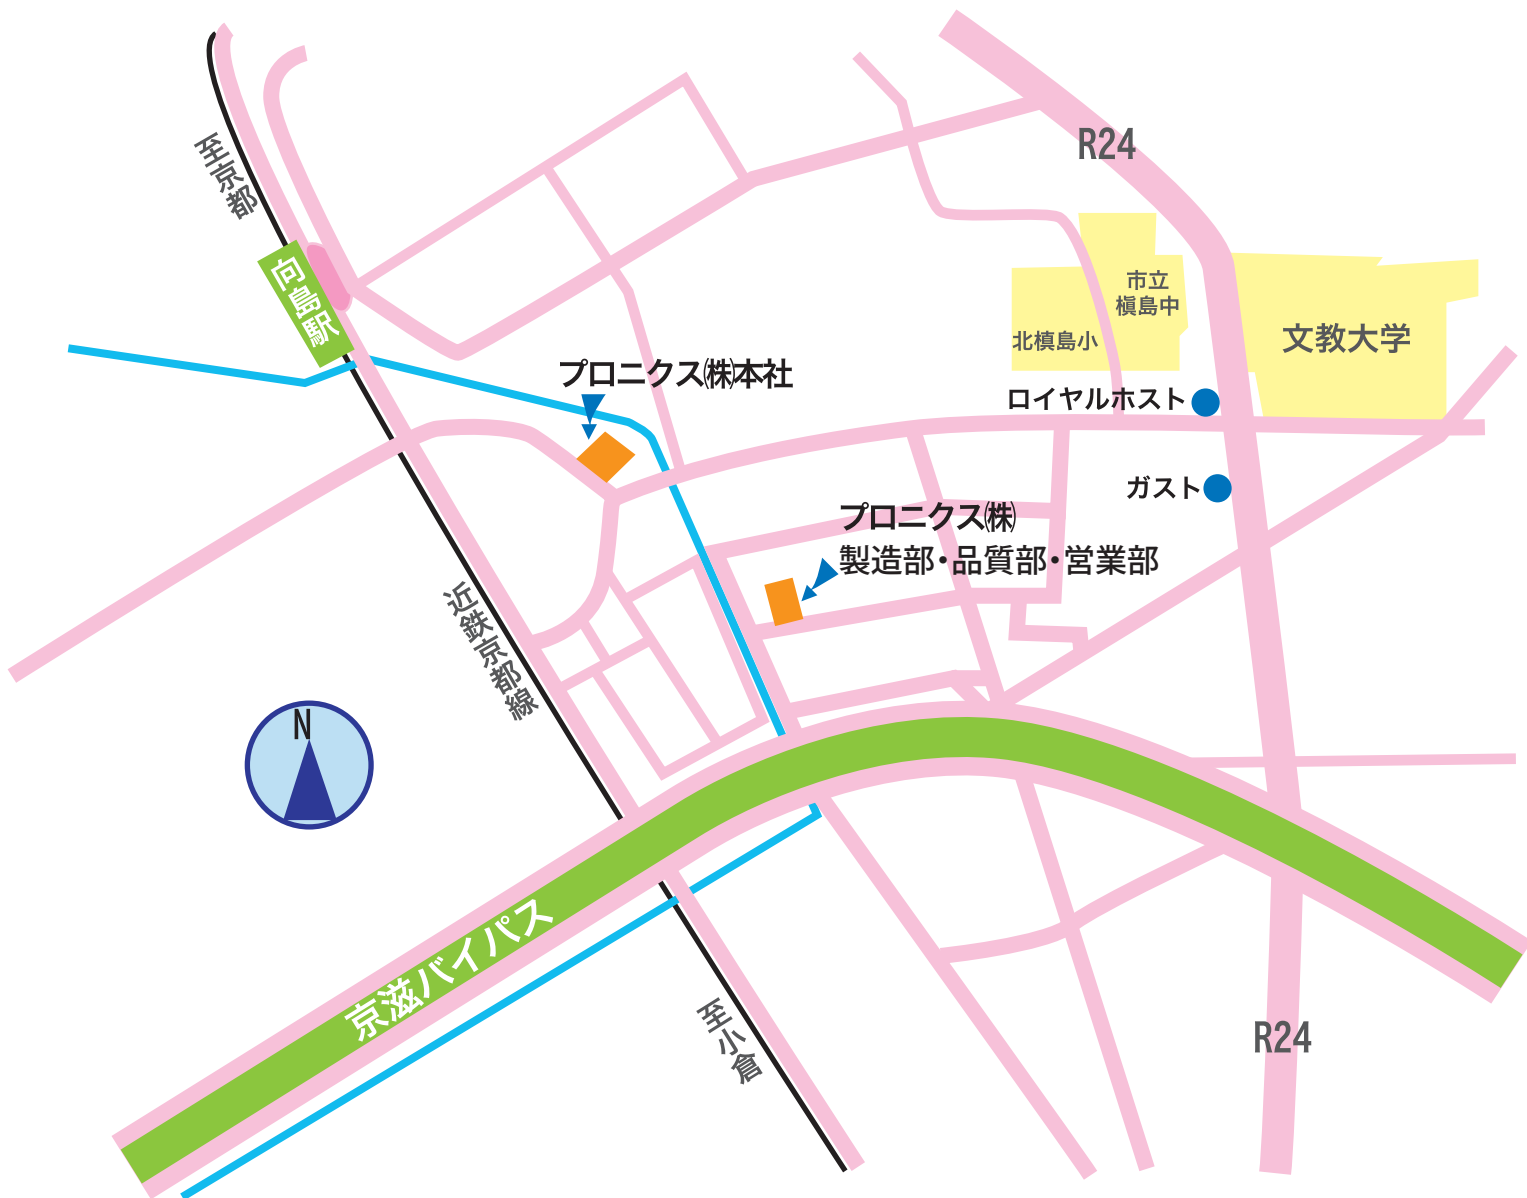 R24
至京都
向島駅
市立
槇島中
北槙島小
文教大学
プロニクス㈱本社
ロイヤルホスト
ガスト
プロニクス㈱
製造部・品質部・営業部
近鉄京都線
N
京滋バイパス
至小倉
R24